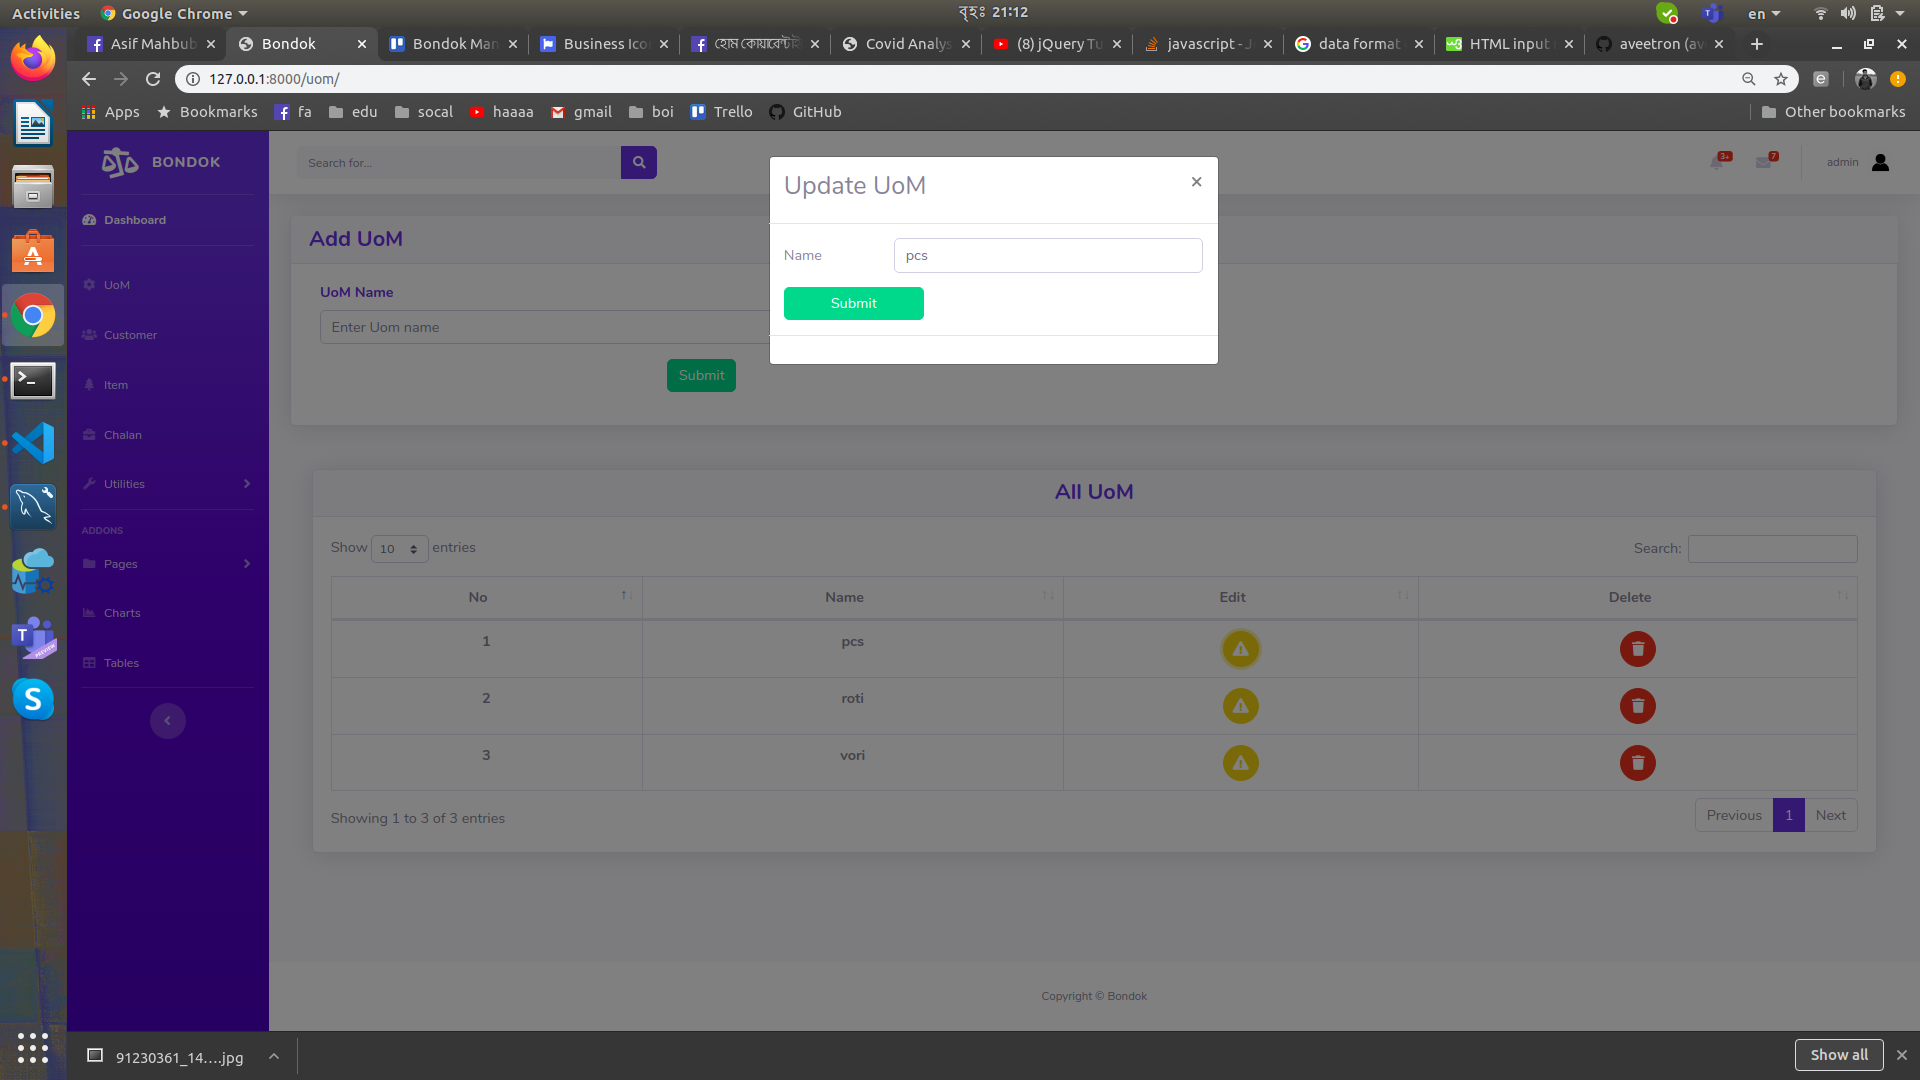 Activities
Google Chrome
বৃহঃ 21:12
en
Asif Mahbub
Bondok
Bondok Man
Business Ico
Covid Analys
(8) jQuery Tu
javascript - J
data format
HTML input
aveetron (av
127.0.0.1:8000/uom/
Apps
Bookmarks
fa
edu
socal
haaaa
gmail
boi
Trello
GitHub
Other bookmarks
BONDOK
Search for...
3+
7
admin
Dashboard
UoM
Customer
Item
Chalan
Utilities
ADDONS
Pages
Charts
Tables
Update UoM
Name
pcs
Submit
Add UoM
UoM Name
Enter Uom name
Submit
All UoM
Show 10 entries
Search:
No Name Edit Delete
1 pcs
2 roti
3 vori
Showing 1 to 3 of 3 entries
Previous 1 Next
Copyright © Bondok
91230361_14....jpg
Show all